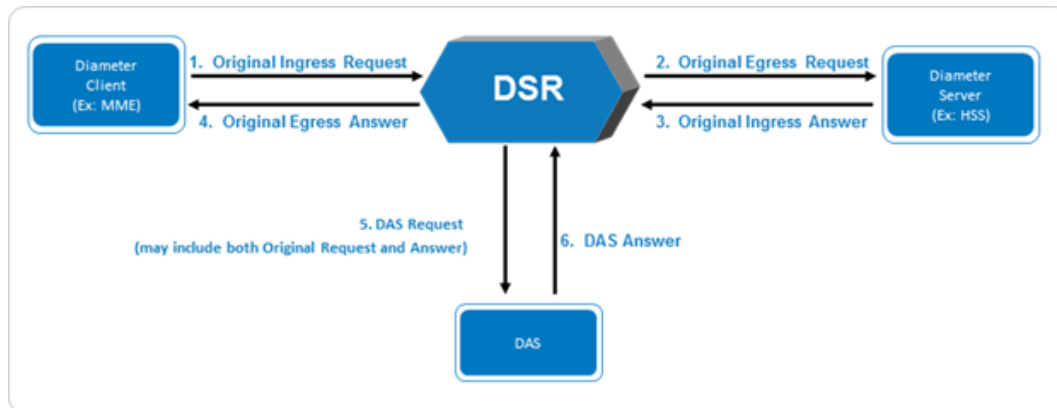 Diameter
Client
(Ex: MME)
1. Original Ingress Request
4. Original Egress Answer
DSR
2. Original Egress Request
3. Original Ingress Answer
Diameter
Server
(Ex: HSS)
5. DAS Request
(may include both Original Request and Answer)
6. DAS Answer
DAS